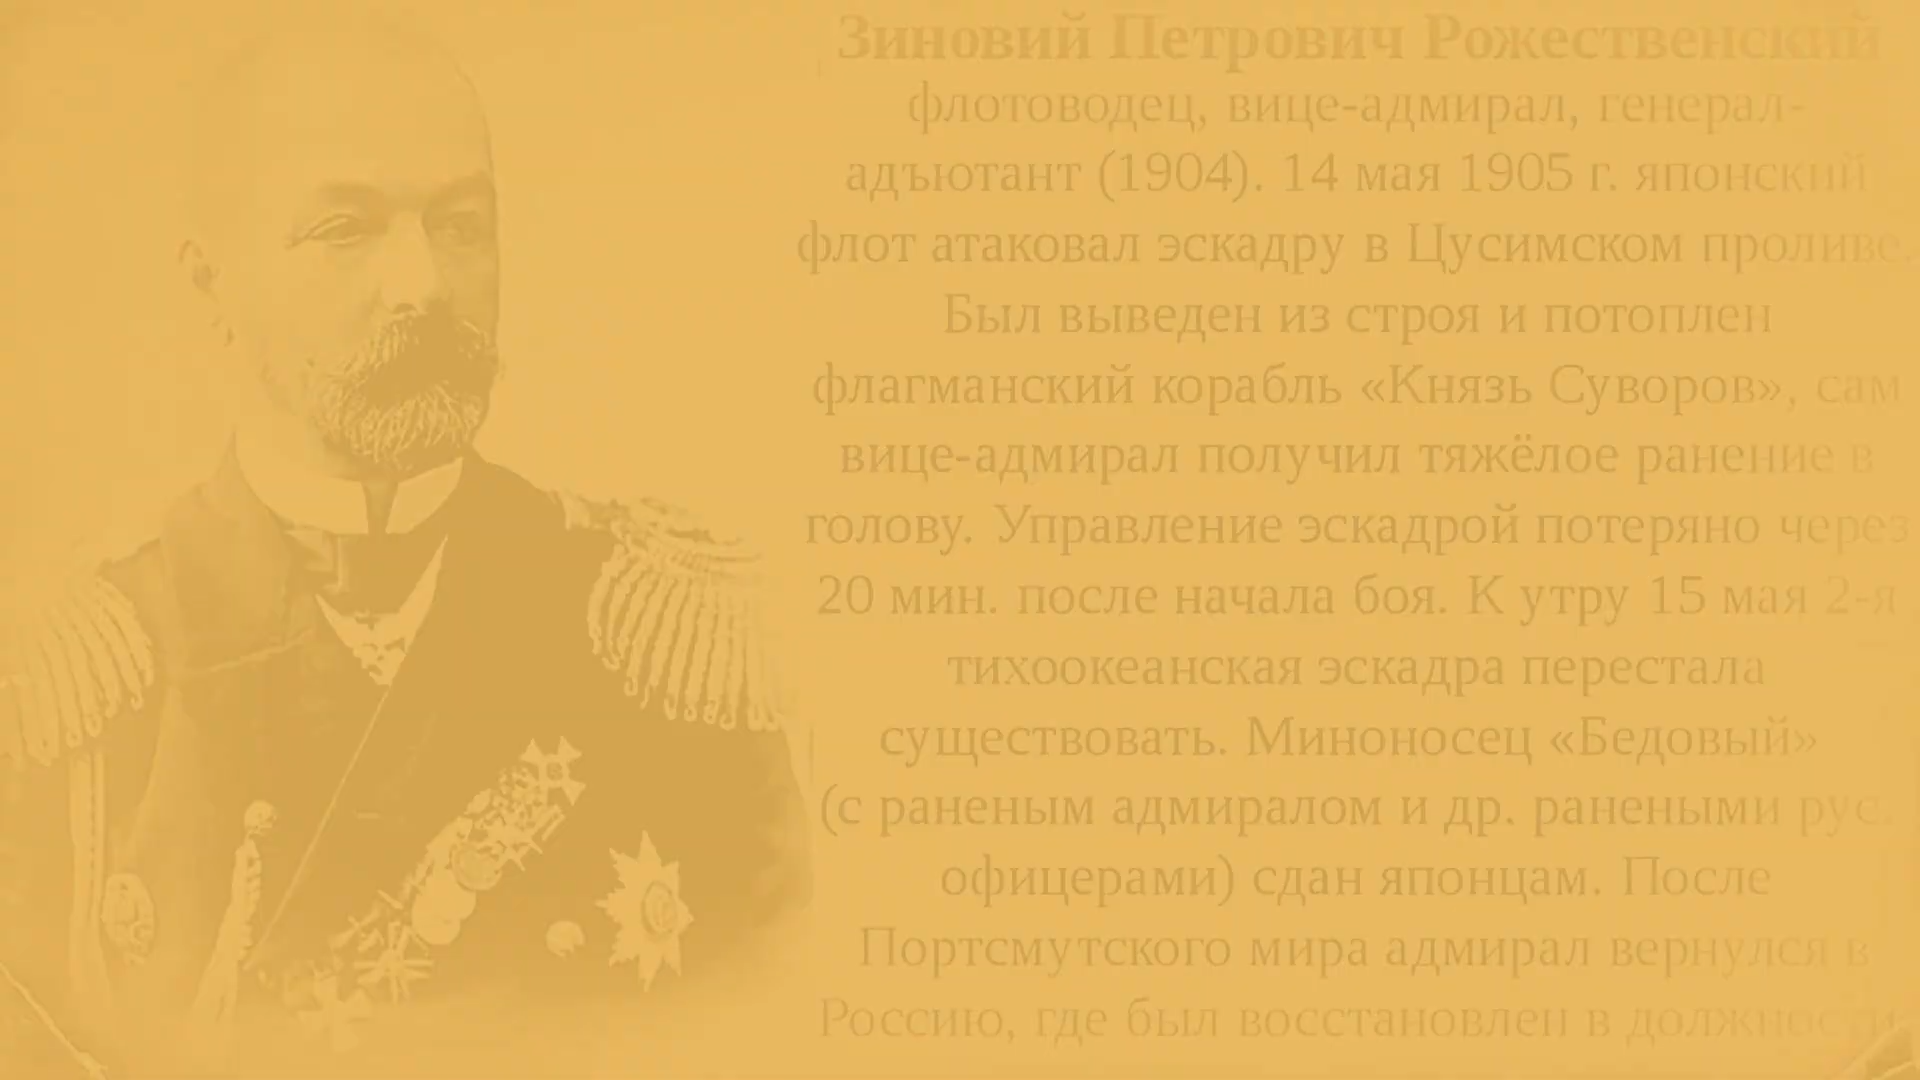 Зиновий Петрович Рожественский
флотоводец, вице-адмирал, генерал-
адъютант (1904). 14 мая 1905 г. японский
флот атаковал эскадру в Цусимском проливе.
Был выведен из строя и потоплен
флагманский корабль «Князь Суворов», сам
вице-адмирал получил тяжёлое ранение в
голову. Управление эскадрой потеряно через
20 мин. после начала боя. К утру 15 мая 2-я
тихоокеанская эскадра перестала
существовать. Миноносец «Бедовый»
(с раненым адмиралом и др. ранеными рус.
офицерами) сдан японцам. После
Портсмутского мира адмирал вернулся в
Россию, где был восстановлен в должности